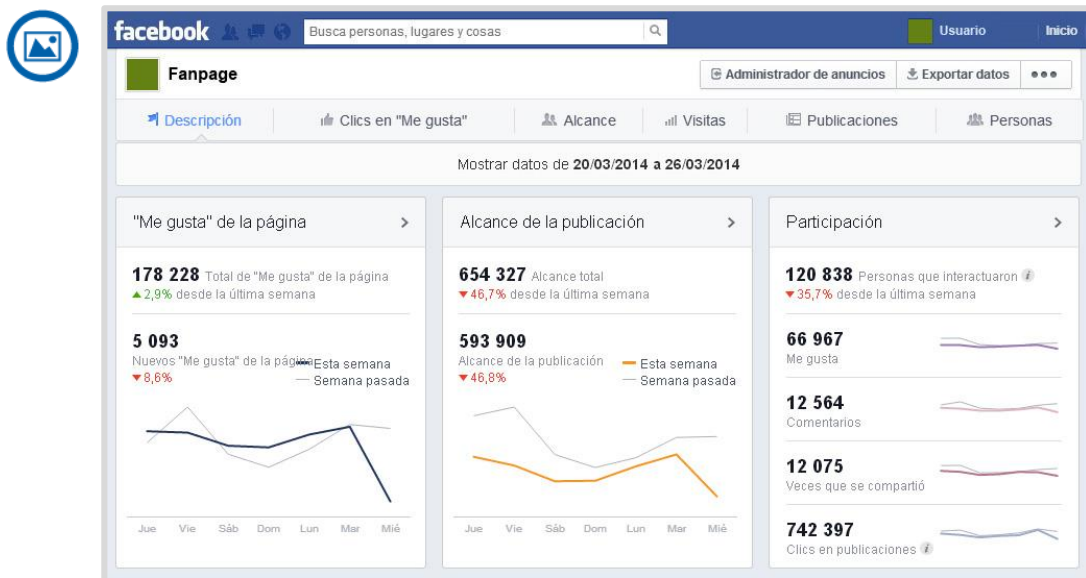 facebook Busca personas, lugares y cosas Usuario Inicio
Fanpage Administrador de anuncios Exportar datos
Descripción Clics en "Me gusta" Alcance Visitas Publicaciones Personas
Mostrar datos de 20/03/2014 a 26/03/2014
"Me gusta" de la página
178 228 Total de "Me gusta" de la página
2,9% desde la última semana
5 093
Nuevos "Me gusta" de la página
8,6%
Esta semana
Semana pasada
Jue Vie Sáb Dom Lun Mar Mié
Alcance de la publicación
654 327 Alcance total
46,7% desde la última semana
593 909
Alcance de la publicación
46,8%
Esta semana
Semana pasada
Jue Vie Sáb Dom Lun Mar Mié
Participación
120 838 Personas que interactuaron i
35,7% desde la última semana
66 967
Me gusta
12 564
Comentarios
12 075
Veces que se compartió
742 397
Clics en publicaciones i